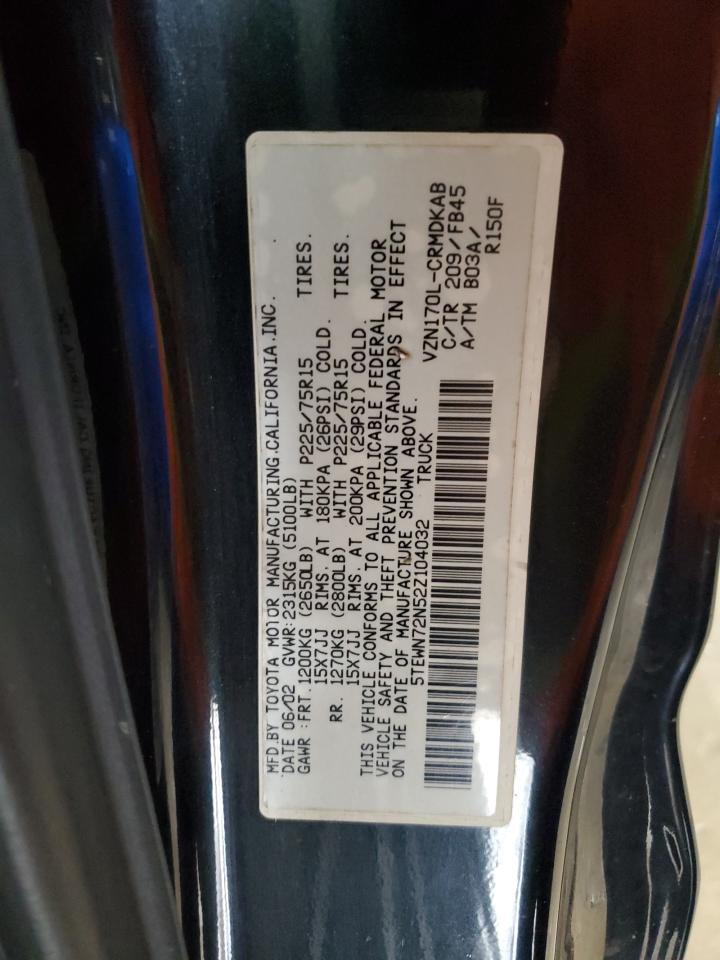 MFD.BY TOYOTA MOTOR MANUFACTURING.CALIFORNIA.INC.
DATE 06/02 GVWR:2315KG (5100LB)
GAWR :FRT.1200KG (2650LB) WITH P225/75R15 TIRES.
15X7JJ RIMS. AT 180KPA (26PSI) COLD.
RR. 1270KG (2800LB) WITH P225/75R15 TIRES.
15X7JJ RIMS. AT 200KPA (29PSI) COLD.
THIS VEHICLE CONFORMS TO ALL APPLICABLE FEDERAL MOTOR
VEHICLE SAFETY AND THEFT PREVENTION STANDARDS IN EFFECT
ON THE DATE OF MANUFACTURE SHOWN ABOVE.
5TEWN72N52Z104032 TRUCK
VZN170L-CRMDKAB
C/TR 209/FB45
A/TM B03A/
R150F